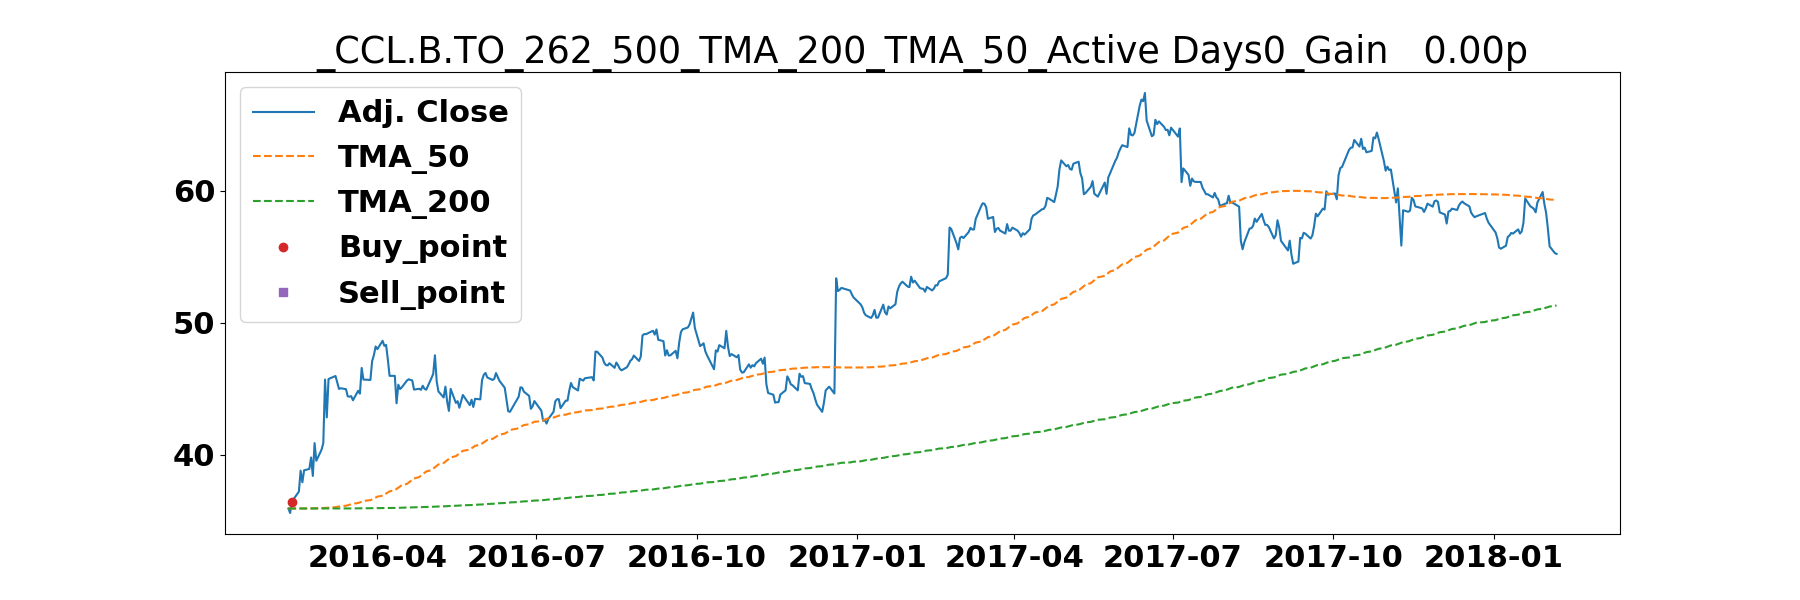 _CCL.B.TO_262_500_TMA_200_TMA_50_Active Days0_Gain   0.00p
Adj. Close
TMA_50
TMA_200
Buy_point
Sell_point
60
50
40
2016-04
2016-07
2016-10
2017-01
2017-04
2017-07
2017-10
2018-01